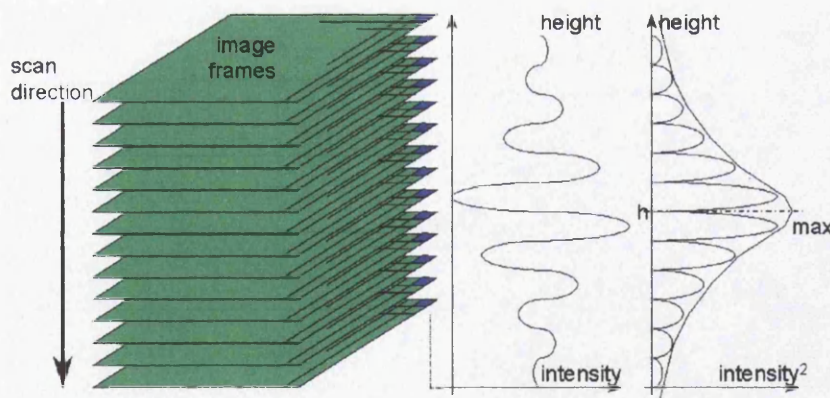 scan
direction
image
frames
height
intensity
height
h
max
intensity²